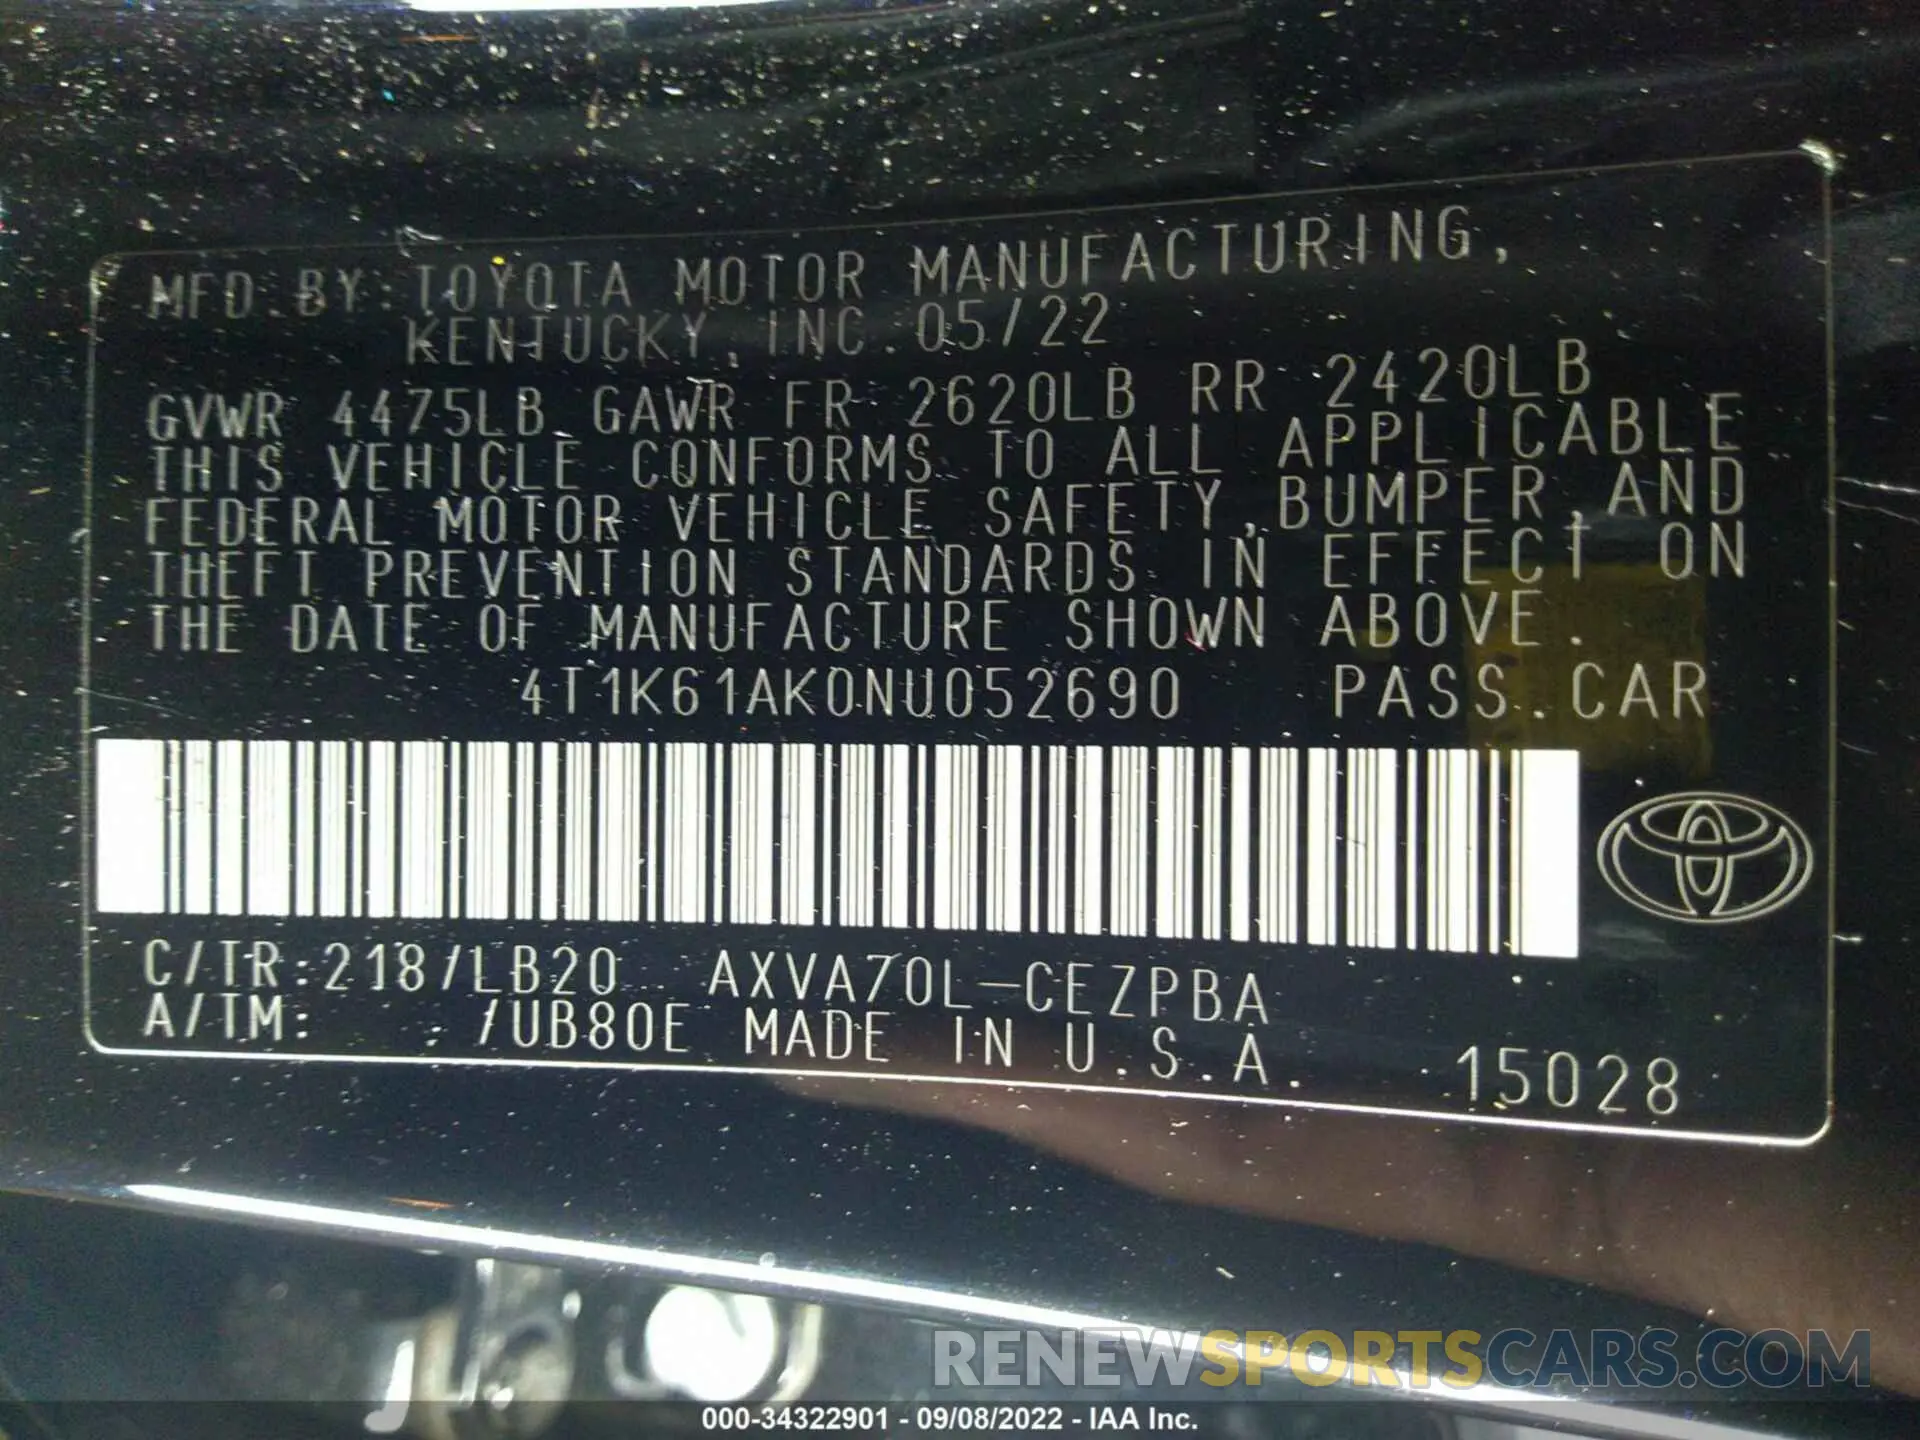 MFD.BY:TOYOTA MOTOR MANUFACTURING,
KENTUCKY, INC. 05/22
GVWR 4475LB GAWR FR 2620LB RR 2420LB
THIS VEHICLE CONFORMS TO ALL APPLICABLE
FEDERAL MOTOR VEHICLE SAFETY,BUMPER,AND
THEFT PREVENTION STANDARDS IN EFFECT ON
THE DATE OF MANUFACTURE SHOWN ABOVE.
4T1K61AK0NU052690 PASS.CAR
C/TR:218/LB20 AXVA70L-CEZPBA
A/TM: /UB80E MADE IN U.S.A.
15028
RENEWSPORTSCARS.COM
000-34322901 - 09/08/2022 - IAA Inc.